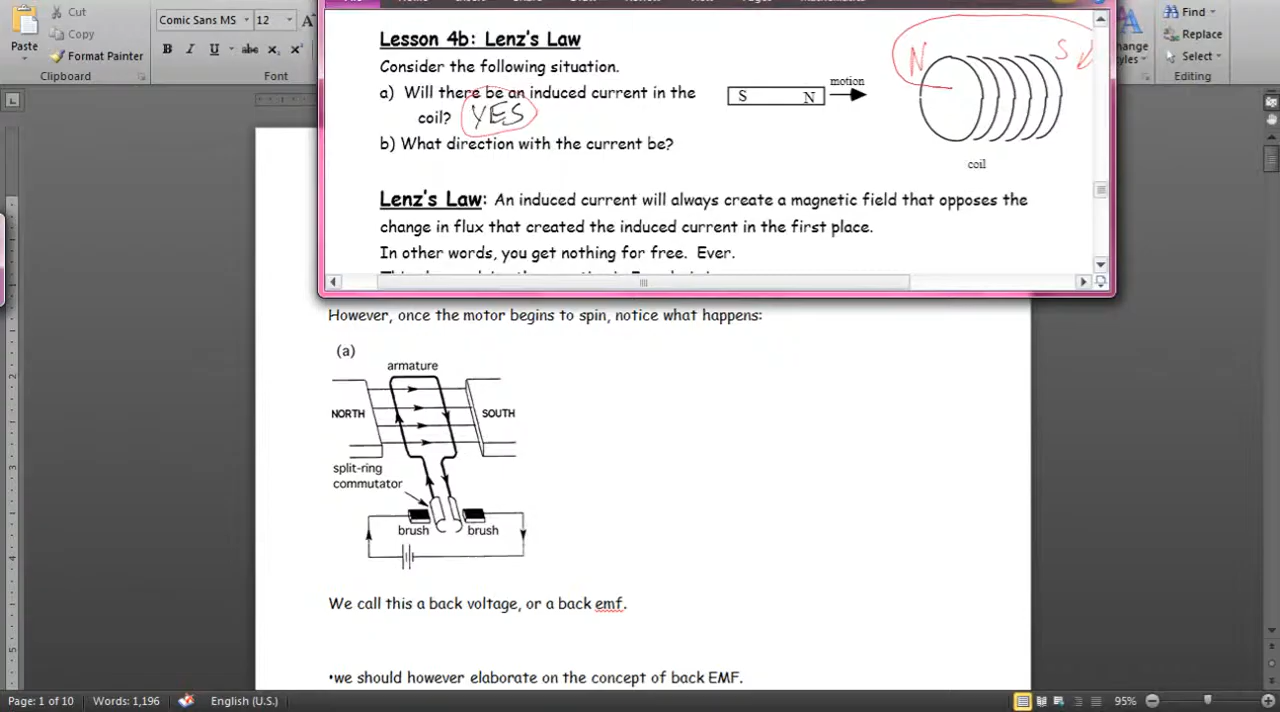 Cut
Copy
Format Painter
Paste
Clipboard
Comic Sans MS
12
A
B I U abc x, x
Font
Find
Replace
Select
Editing
Lesson 4b: Lenz's Law
Consider the following situation.
a) Will there be an induced current in the
coil? YES
b) What direction with the current be?
S N
motion
N
S
coil
Lenz's Law: An induced current will always create a magnetic field that opposes the
change in flux that created the induced current in the first place.
In other words, you get nothing for free. Ever.
However, once the motor begins to spin, notice what happens:
(a)
armature
NORTH
SOUTH
split-ring
commutator
brush
brush
We call this a back voltage, or a back emf.
•we should however elaborate on the concept of back EMF.
2
3
4
5
Page: 1 of 10 Words: 1,196 English (U.S.) 95%